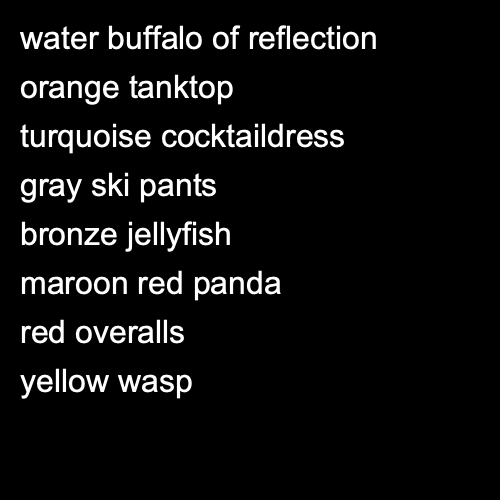 water buffalo of reflection
orange tanktop
turquoise cocktaildress
gray ski pants
bronze jellyfish
maroon red panda
red overalls
yellow wasp